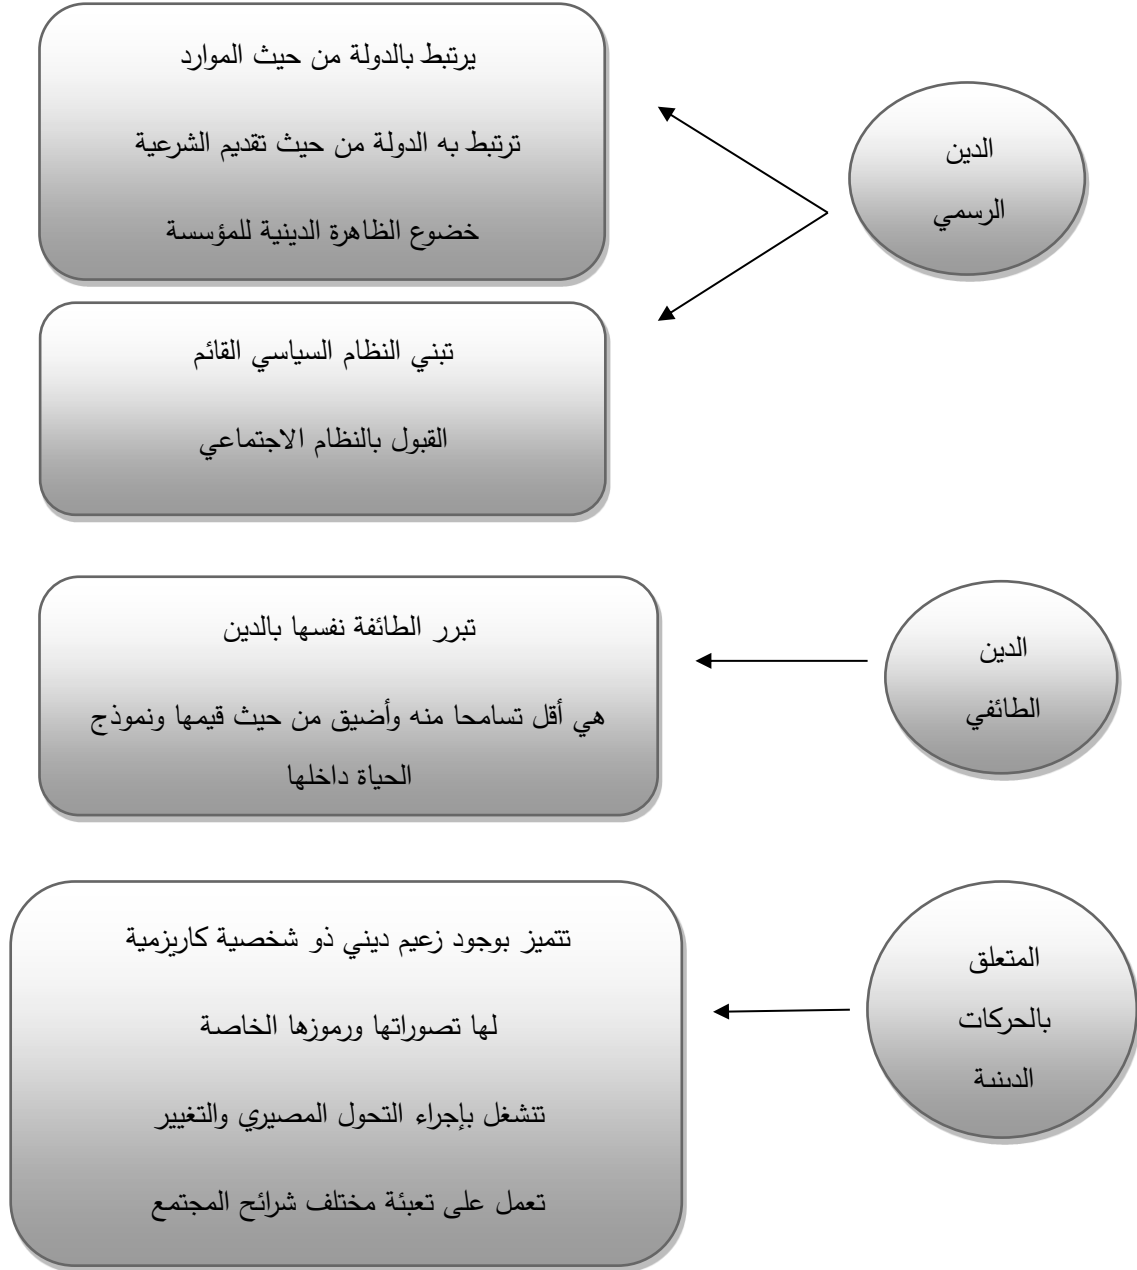 الدين
الرسمي
يرتبط بالدولة من حيث الموارد
ترتبط به الدولة من حيث تقديم الشرعية
خضوع الظاهرة الدينية للمؤسسة
تبني النظام السياسي القائم
القبول بالنظام الاجتماعي
الدين
الطائفي
تبرر الطائفة نفسها بالدين
هي أقل تسامحا منه وأضيق من حيث قيمها ونموذج
الحياة داخلها
المتعلق
بالحركات
الدينية
تتميز بوجود زعيم ديني ذو شخصية كاريزمية
لها تصوراتها ورموزها الخاصة
تنشغل بإجراء التحول المصيري والتغيير
تعمل على تعبئة مختلف شرائح المجتمع